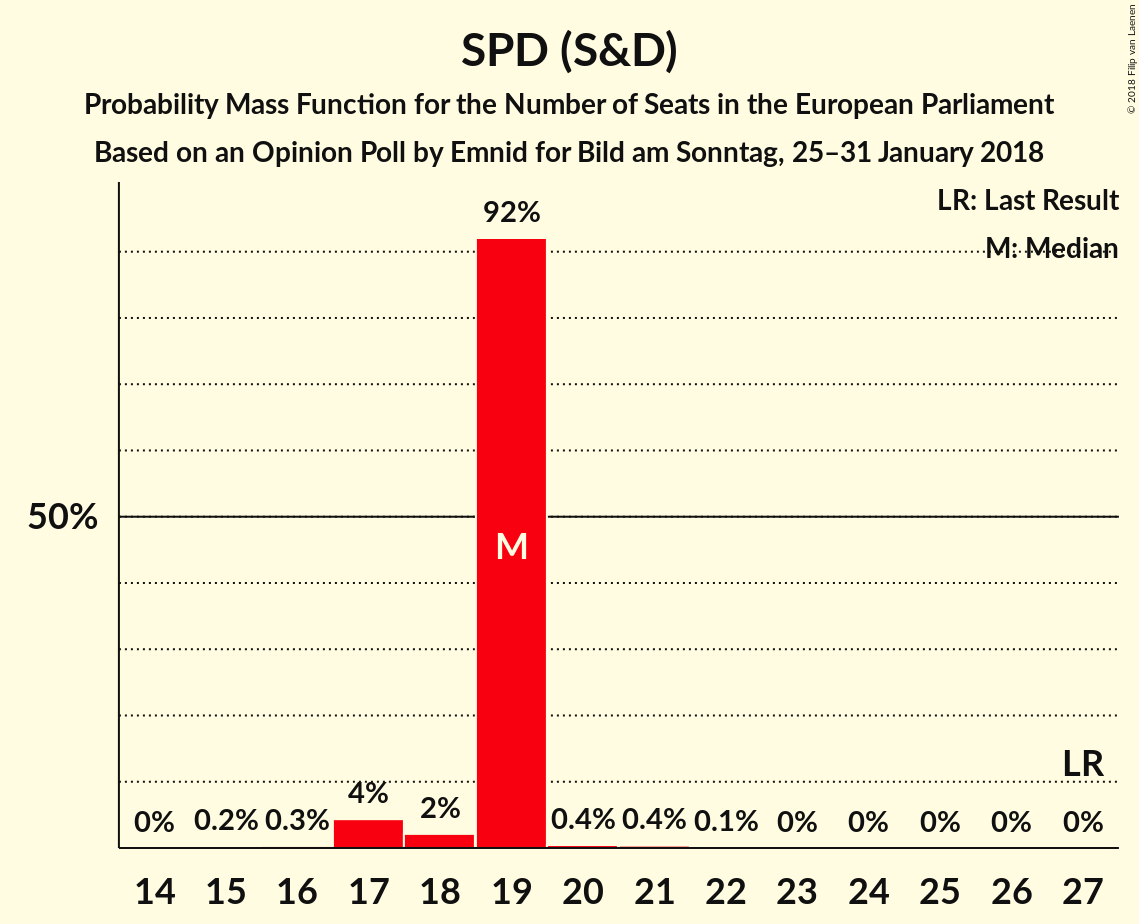 SPD (S&D)
Probability Mass Function for the Number of Seats in the European Parliament
Based on an Opinion Poll by Emnid for Bild am Sonntag, 25–31 January 2018
© 2018 Filip van Laenen
LR: Last Result
M: Median
92%
50%
M
LR
0% 0.2% 0.3% 4% 2% 0.4% 0.4% 0.1% 0% 0% 0% 0% 0%
14 15 16 17 18 19 20 21 22 23 24 25 26 27